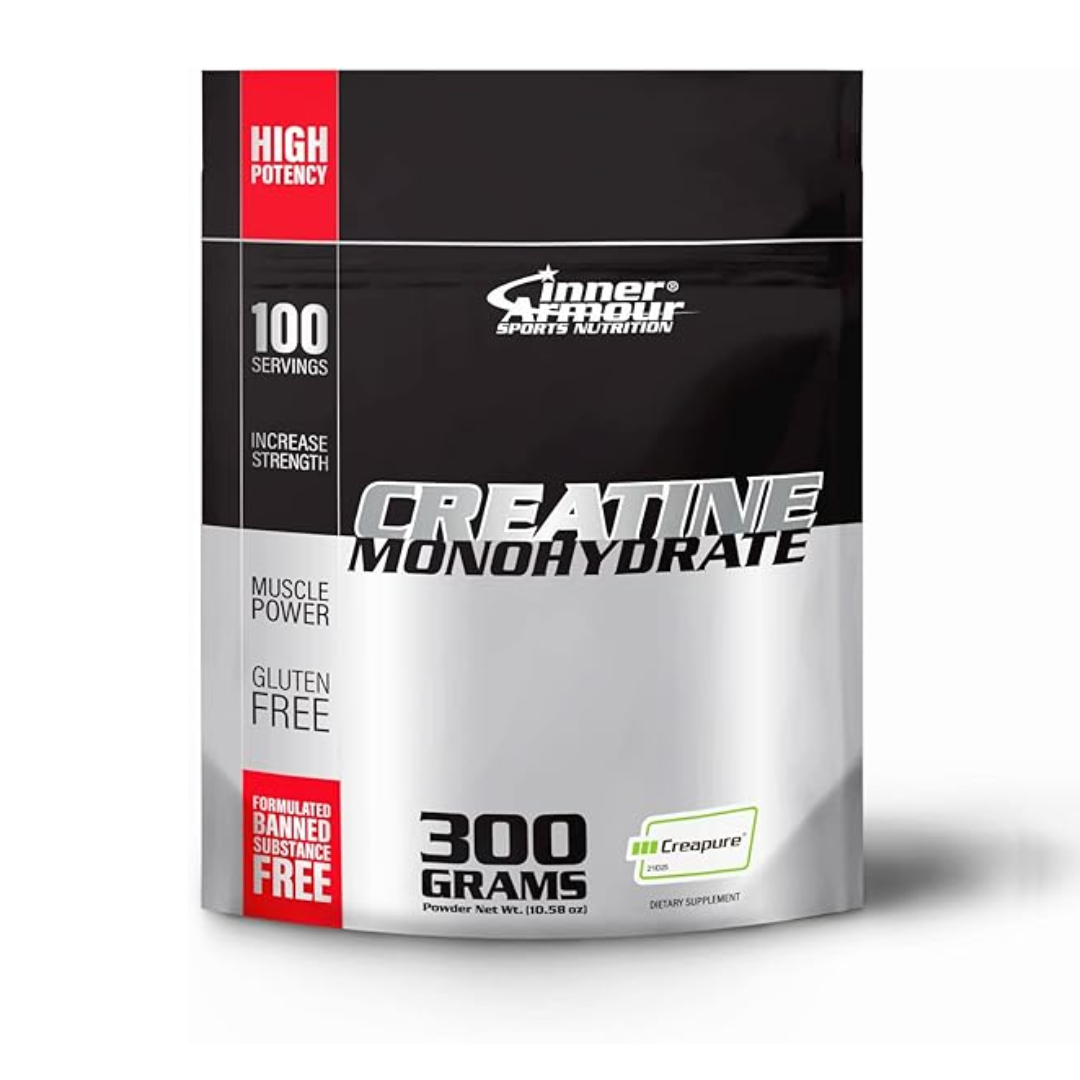 HIGH
POTENCY
inner®
Armour
SPORTS NUTRITION
100
SERVINGS
INCREASE
STRENGTH
CREATINE
MONOHYDRATE
MUSCLE
POWER
GLUTEN
FREE
FORMULATED
BANNED
SUBSTANCE
FREE
300
GRAMS
Powder Net Wt. (10.58 oz)
Creapure®
DIETARY SUPPLEMENT